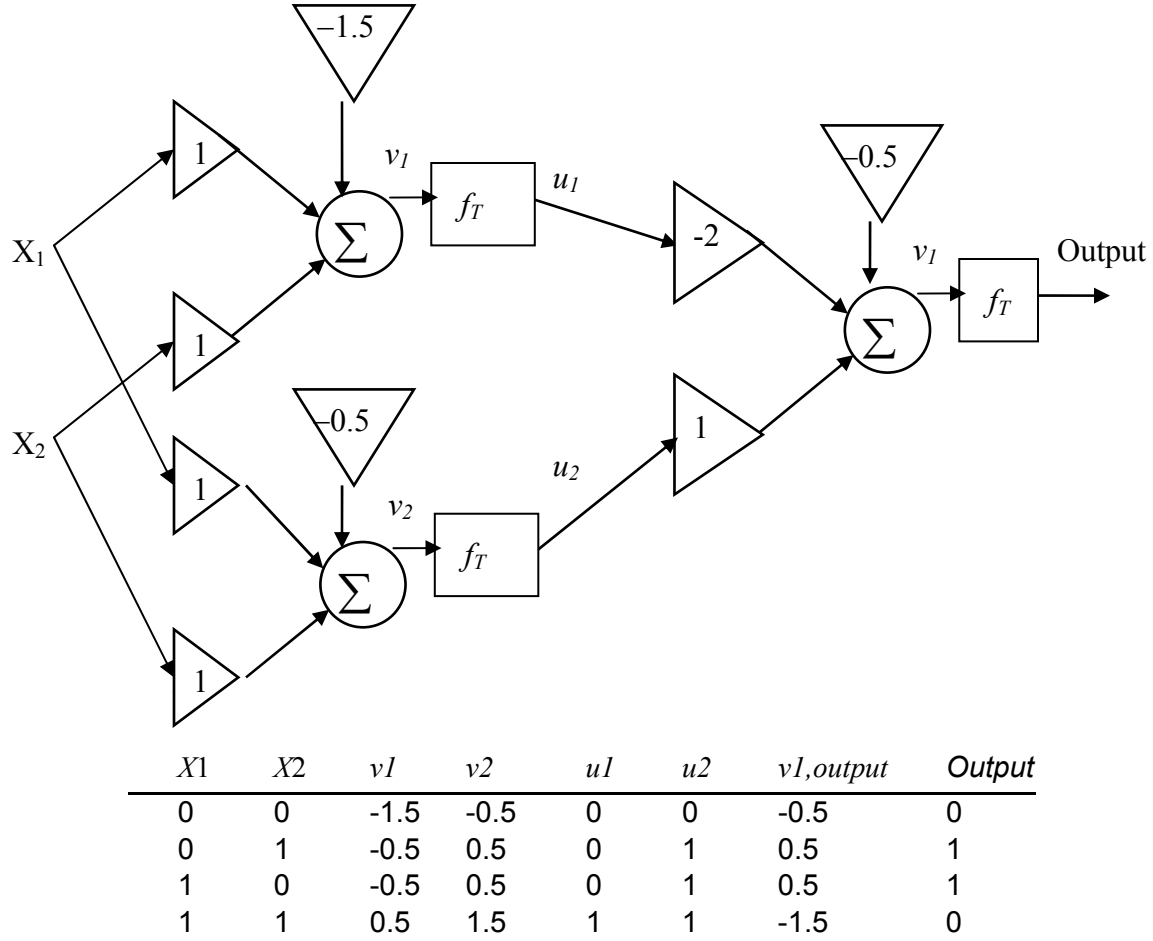 −1.5
1
v1
fT
u1
Σ
X1
-2
−0.5
v1
Output
fT
Σ
1
−0.5
X2
1
1
u2
v2
fT
Σ
1
X1 X2 v1 v2 u1 u2 v1,output Output
0 0 -1.5 -0.5 0 0 -0.5 0
0 1 -0.5 0.5 0 1 0.5 1
1 0 -0.5 0.5 0 1 0.5 1
1 1 0.5 1.5 1 1 -1.5 0